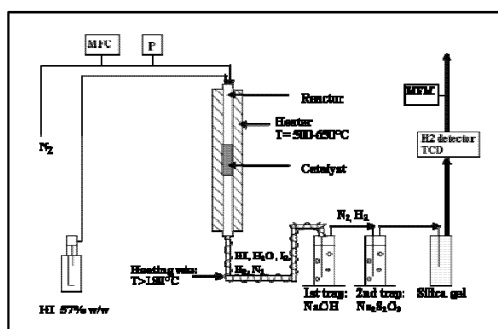 MFC
P
MFM
Reactor
Heater
T= 500-650°C
H2 detector
TCD
N2
Catalyst
N2, H2
HI, H2O, I2
H2, N2
Heating wire:
T>180°C
HI 57% w/w
1st trap:
NaOH
2nd trap:
Na2S2O3
Silica gel